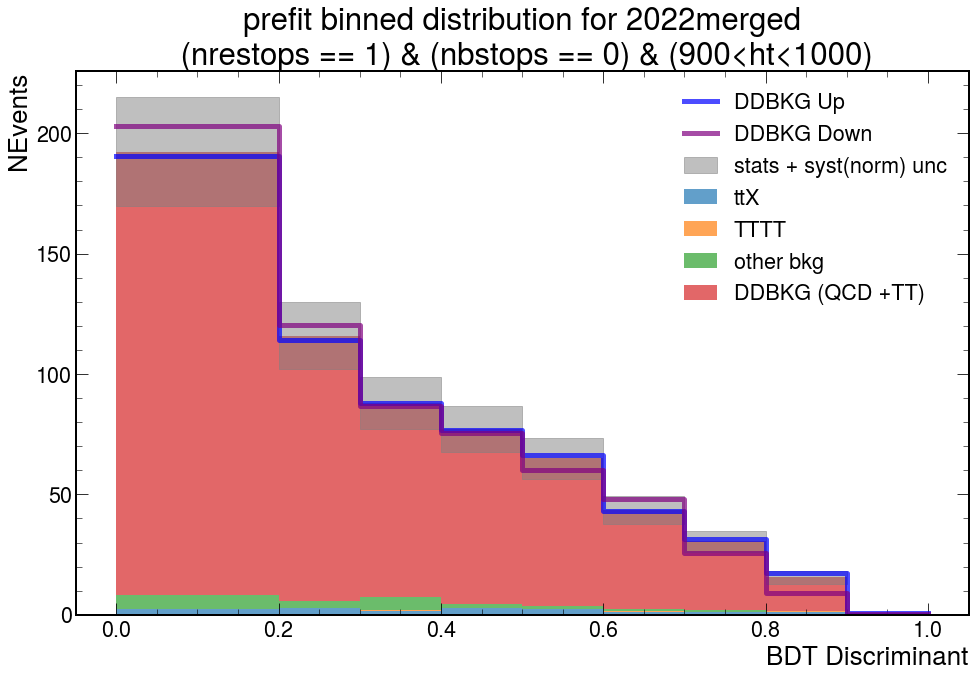 prefit binned distribution for 2022merged
(nrestops == 1) & (nbstops == 0) & (900<ht<1000)
NEvents
DDBKG Up
DDBKG Down
stats + syst(norm) unc
ttX
TTTT
other bkg
DDBKG (QCD +TT)
200
150
100
50
0
0.0 0.2 0.4 0.6 0.8 1.0
BDT Discriminant